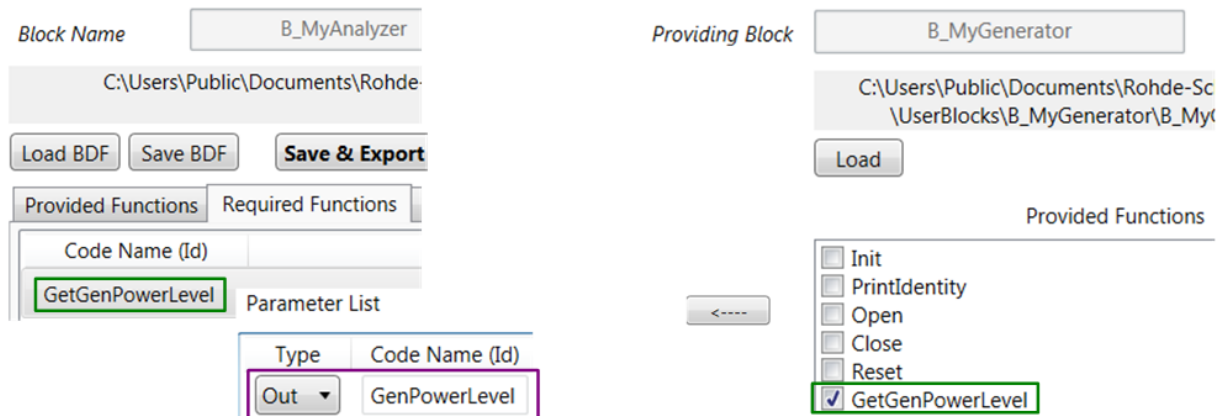 Block Name
B_MyAnalyzer
C:\Users\Public\Documents\Rohde-
Load BDF
Save BDF
Save & Export
Provided Functions
Required Functions
Code Name (Id)
GetGenPowerLevel
Parameter List
Type
Code Name (Id)
Out
GenPowerLevel
Providing Block
B_MyGenerator
C:\Users\Public\Documents\Rohde-Sc
\UserBlocks\B_MyGenerator\B_My
Load
Provided Functions
<----
Init
PrintIdentity
Open
Close
Reset
GetGenPowerLevel